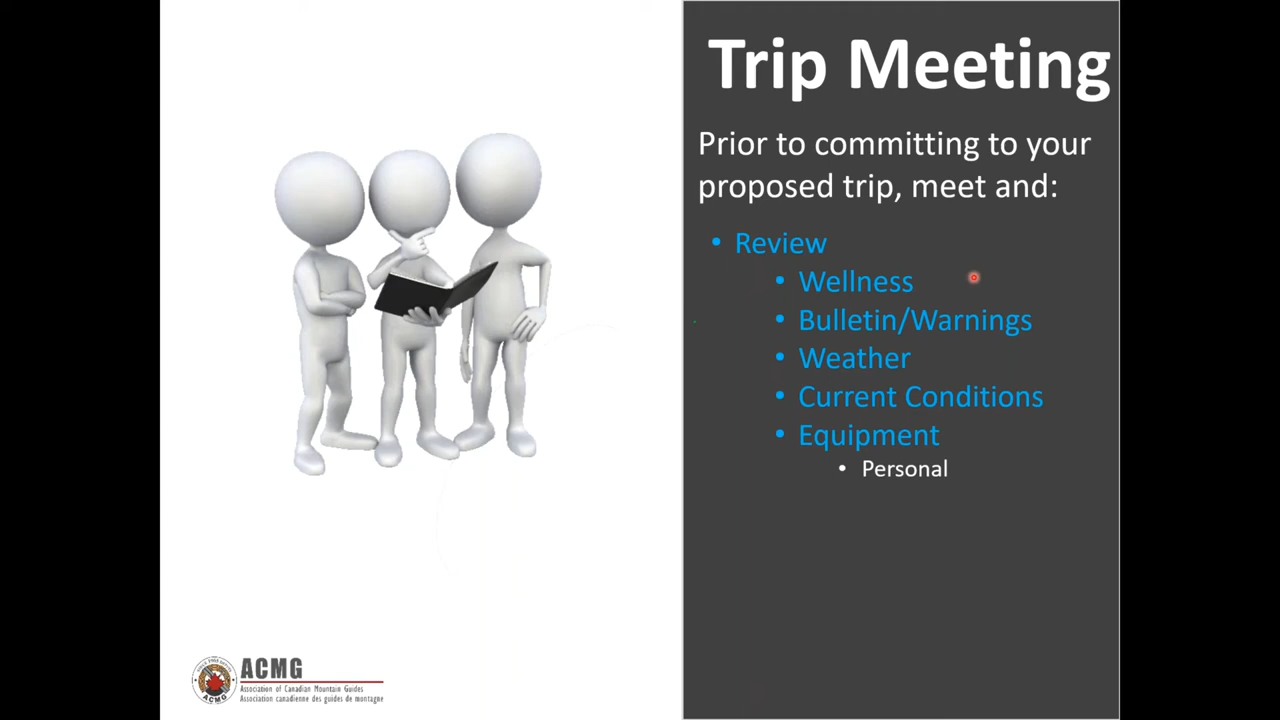 Trip Meeting
Prior to committing to your
proposed trip, meet and:
• Review
• Wellness
• Bulletin/Warnings
• Weather
• Current Conditions
• Equipment
• Personal
ACMG
Association of Canadian Mountain Guides
Association canadienne des guides de montagne
ACMG